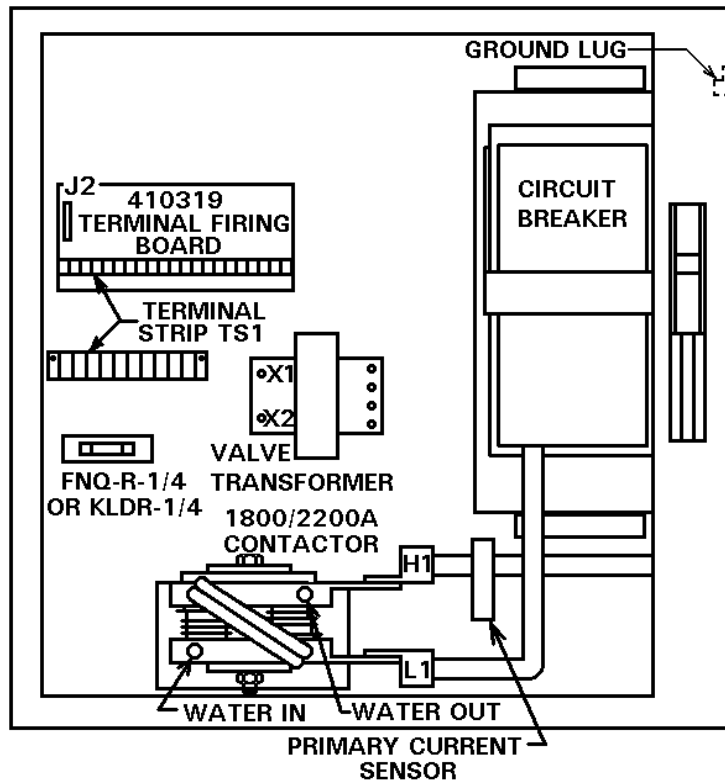 GROUND LUG
CIRCUIT
BREAKER
J2
410319
TERMINAL FIRING
BOARD
TERMINAL
STRIP TS1
X1
X2
VALVE
TRANSFORMER
FNQ-R-1/4
OR KLDR-1/4
1800/2200A
CONTACTOR
H1
L1
WATER IN
WATER OUT
PRIMARY CURRENT
SENSOR